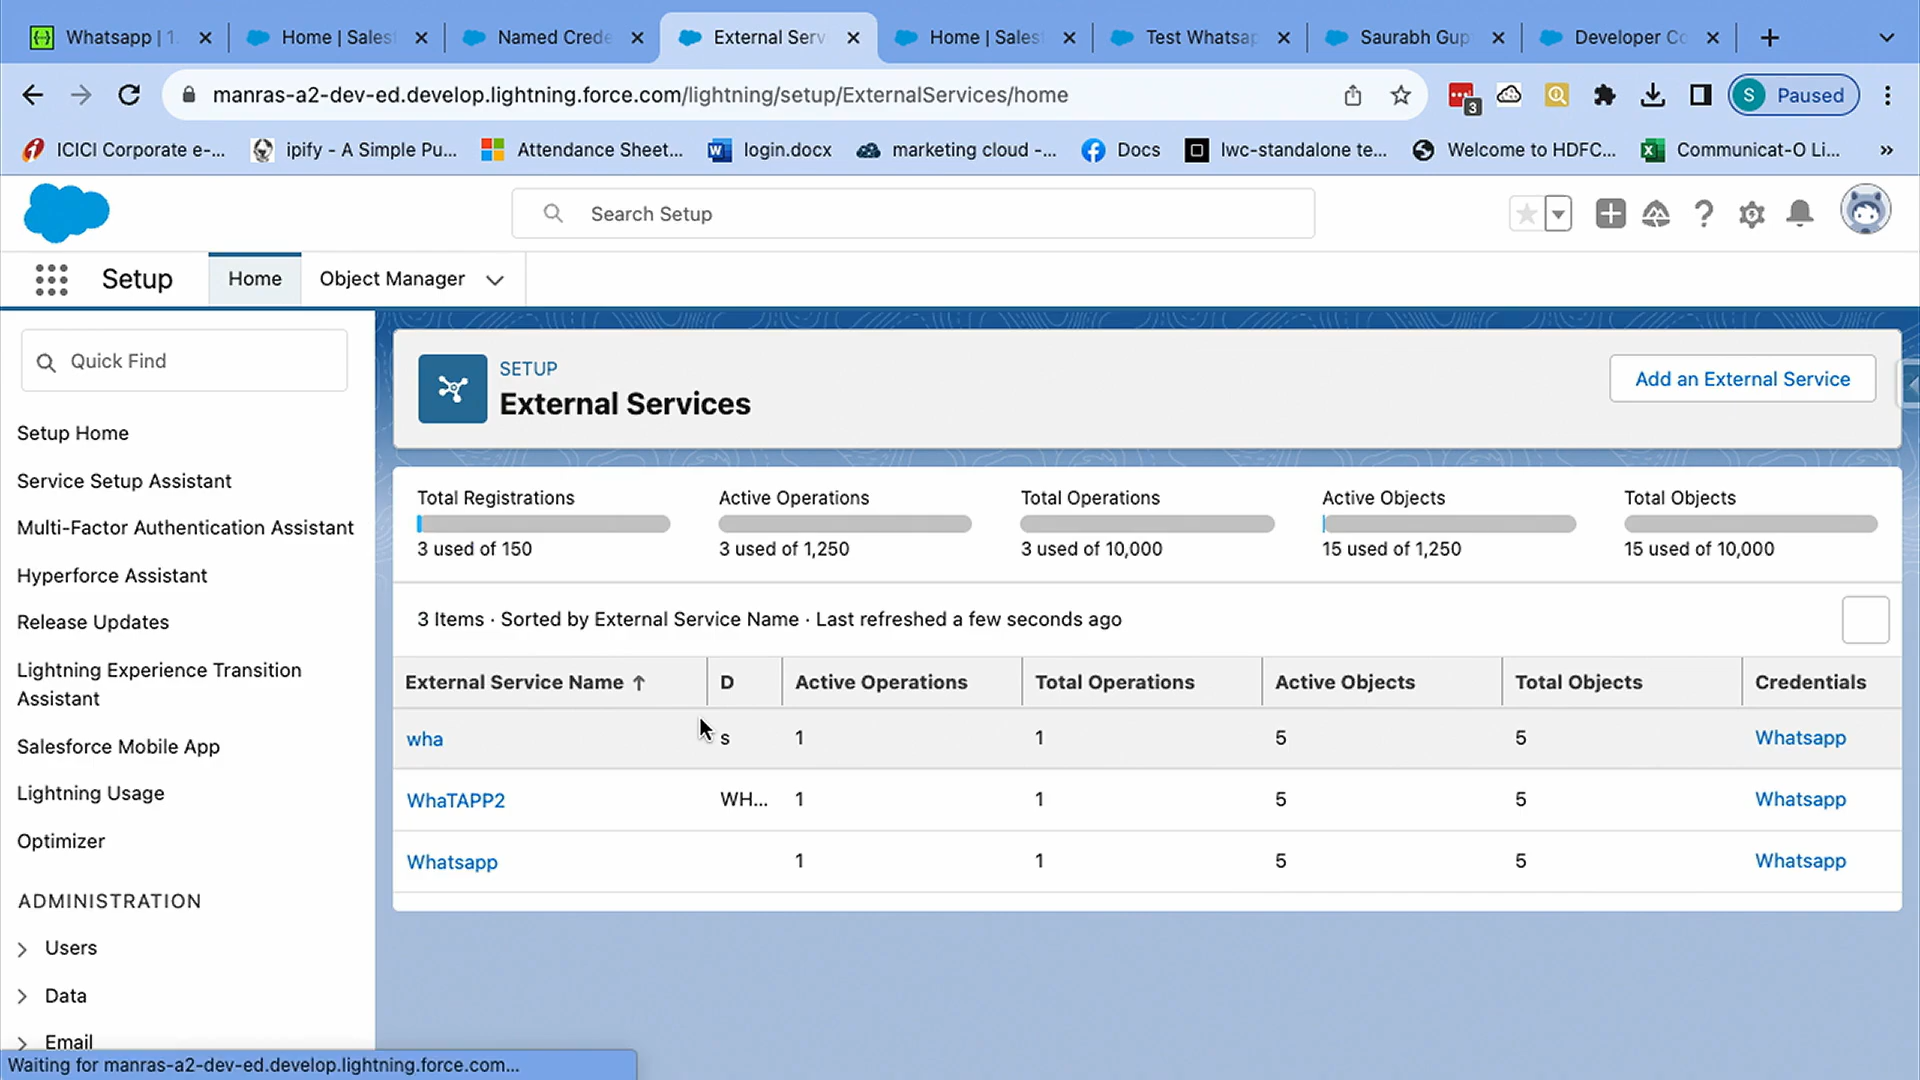 Whatsapp | 1.
Home | Sales
Named Crede
External Serv
Home | Sales
Test Whatsap
Saurabh Gup
Developer Co
manras-a2-dev-ed.develop.lightning.force.com/lightning/setup/ExternalServices/home
3
S Paused
ICICI Corporate e-...
ipify - A Simple Pu...
Attendance Sheet...
login.docx
marketing cloud -...
Docs
lwc-standalone te...
Welcome to HDFC...
Communicat-O Li...
»
Search Setup
Setup
Home
Object Manager
Quick Find
Setup Home
Service Setup Assistant
Multi-Factor Authentication Assistant
Hyperforce Assistant
Release Updates
Lightning Experience Transition
Assistant
Salesforce Mobile App
Lightning Usage
Optimizer
ADMINISTRATION
Users
Data
Email
SETUP
External Services
Add an External Service
Total Registrations
3 used of 150
Active Operations
3 used of 1,250
Total Operations
3 used of 10,000
Active Objects
15 used of 1,250
Total Objects
15 used of 10,000
3 Items · Sorted by External Service Name · Last refreshed a few seconds ago
External Service Name ↑ D Active Operations Total Operations Active Objects Total Objects Credentials
wha s 1 1 5 5 Whatsapp
WhaTAPP2 WH... 1 1 5 5 Whatsapp
Whatsapp 1 1 5 5 Whatsapp
Waiting for manras-a2-dev-ed.develop.lightning.force.com...